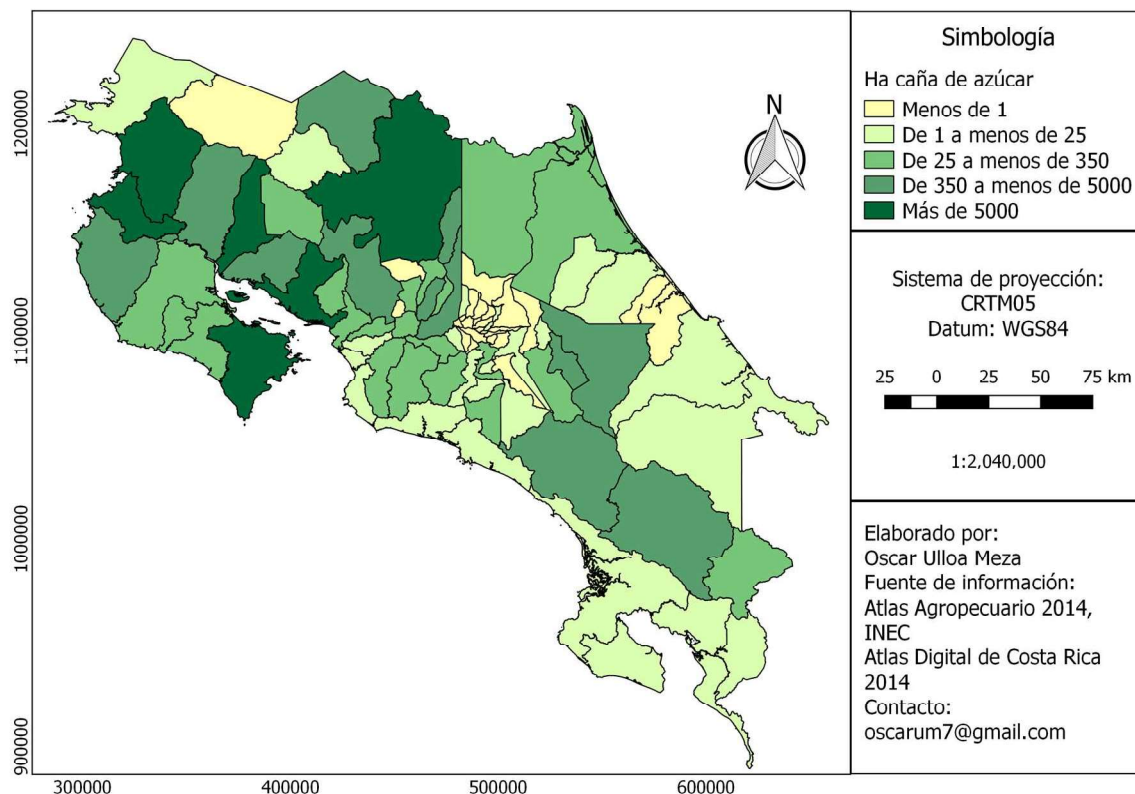 Simbología
Ha caña de azúcar
Menos de 1
De 1 a menos de 25
De 25 a menos de 350
De 350 a menos de 5000
Más de 5000
N
Sistema de proyección:
CRTM05
Datum: WGS84
25 0 25 50 75 km
1:2,040,000
Elaborado por:
Oscar Ulloa Meza
Fuente de información:
Atlas Agropecuario 2014,
INEC
Atlas Digital de Costa Rica
2014
Contacto:
oscarum7@gmail.com
1200000
1100000
1000000
900000
300000 400000 500000 600000